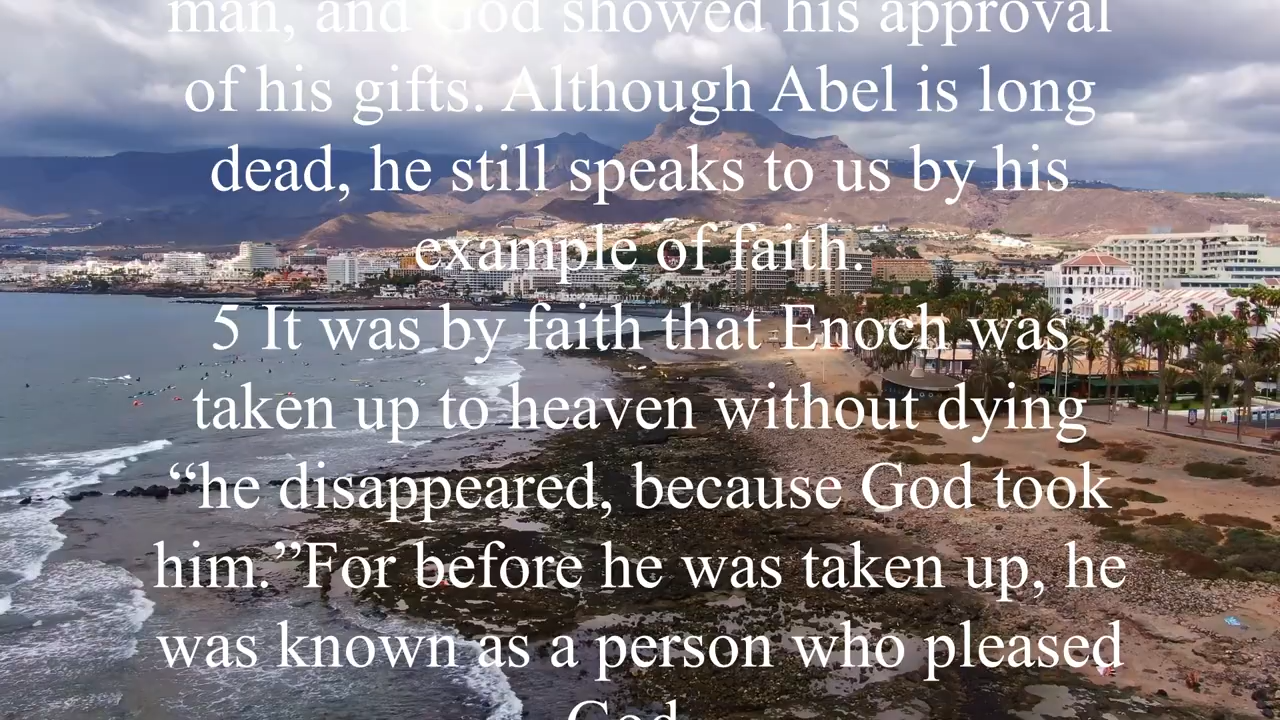 man, and God showed his approval
of his gifts. Although Abel is long
dead, he still speaks to us by his
example of faith.
5 It was by faith that Enoch was
taken up to heaven without dying
“he disappeared, because God took
him.”For before he was taken up, he
was known as a person who pleased
God.